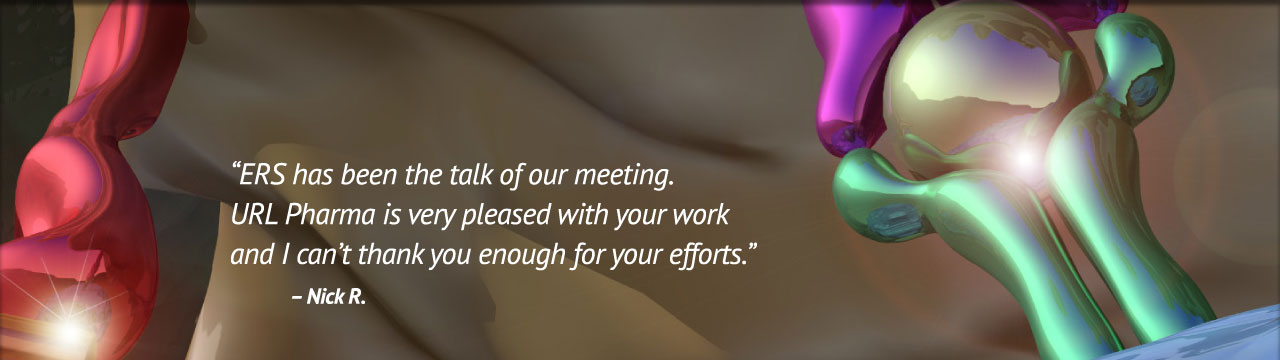 “ERS has been the talk of our meeting.
URL Pharma is very pleased with your work
and I can’t thank you enough for your efforts.”
– Nick R.